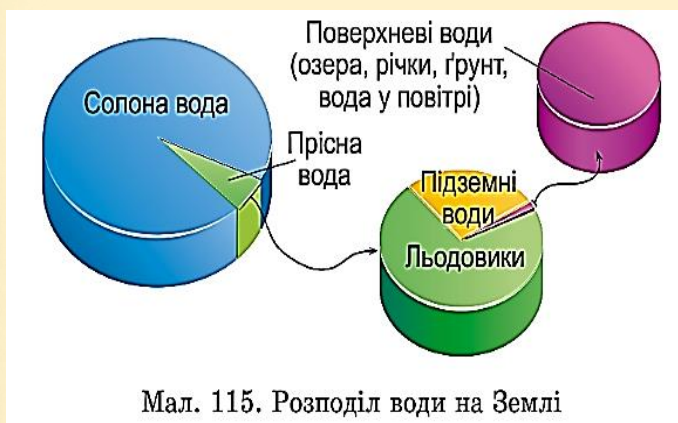 Поверхневі води
(озера, річки, ґрунт,
вода у повітрі)
Солона вода
Прісна
вода
Підземні
води
Льодовики
Мал. 115. Розподіл води на Землі